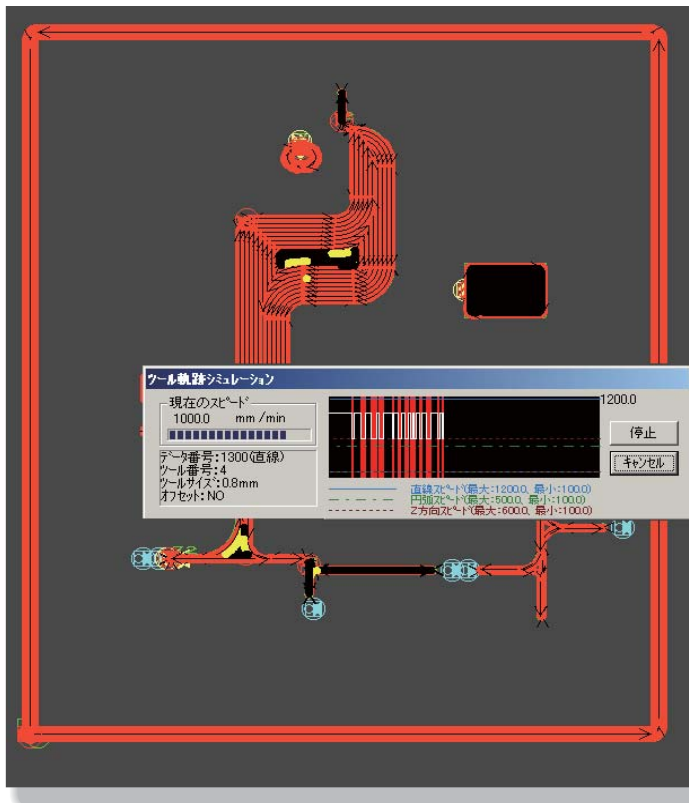 ツール軌跡シミュレーション
現在のスピード
1000.0 mm/min
データ番号:1300(直線)
ツール番号:4
ツールサイズ:0.8mm
オフセット:NO
1200.0
停止
キャンセル
直線スピード(最大:1200.0, 最小:100.0)
円弧スピード(最大:500.0, 最小:100.0)
Z方向スピード(最大:600.0, 最小:100.0)